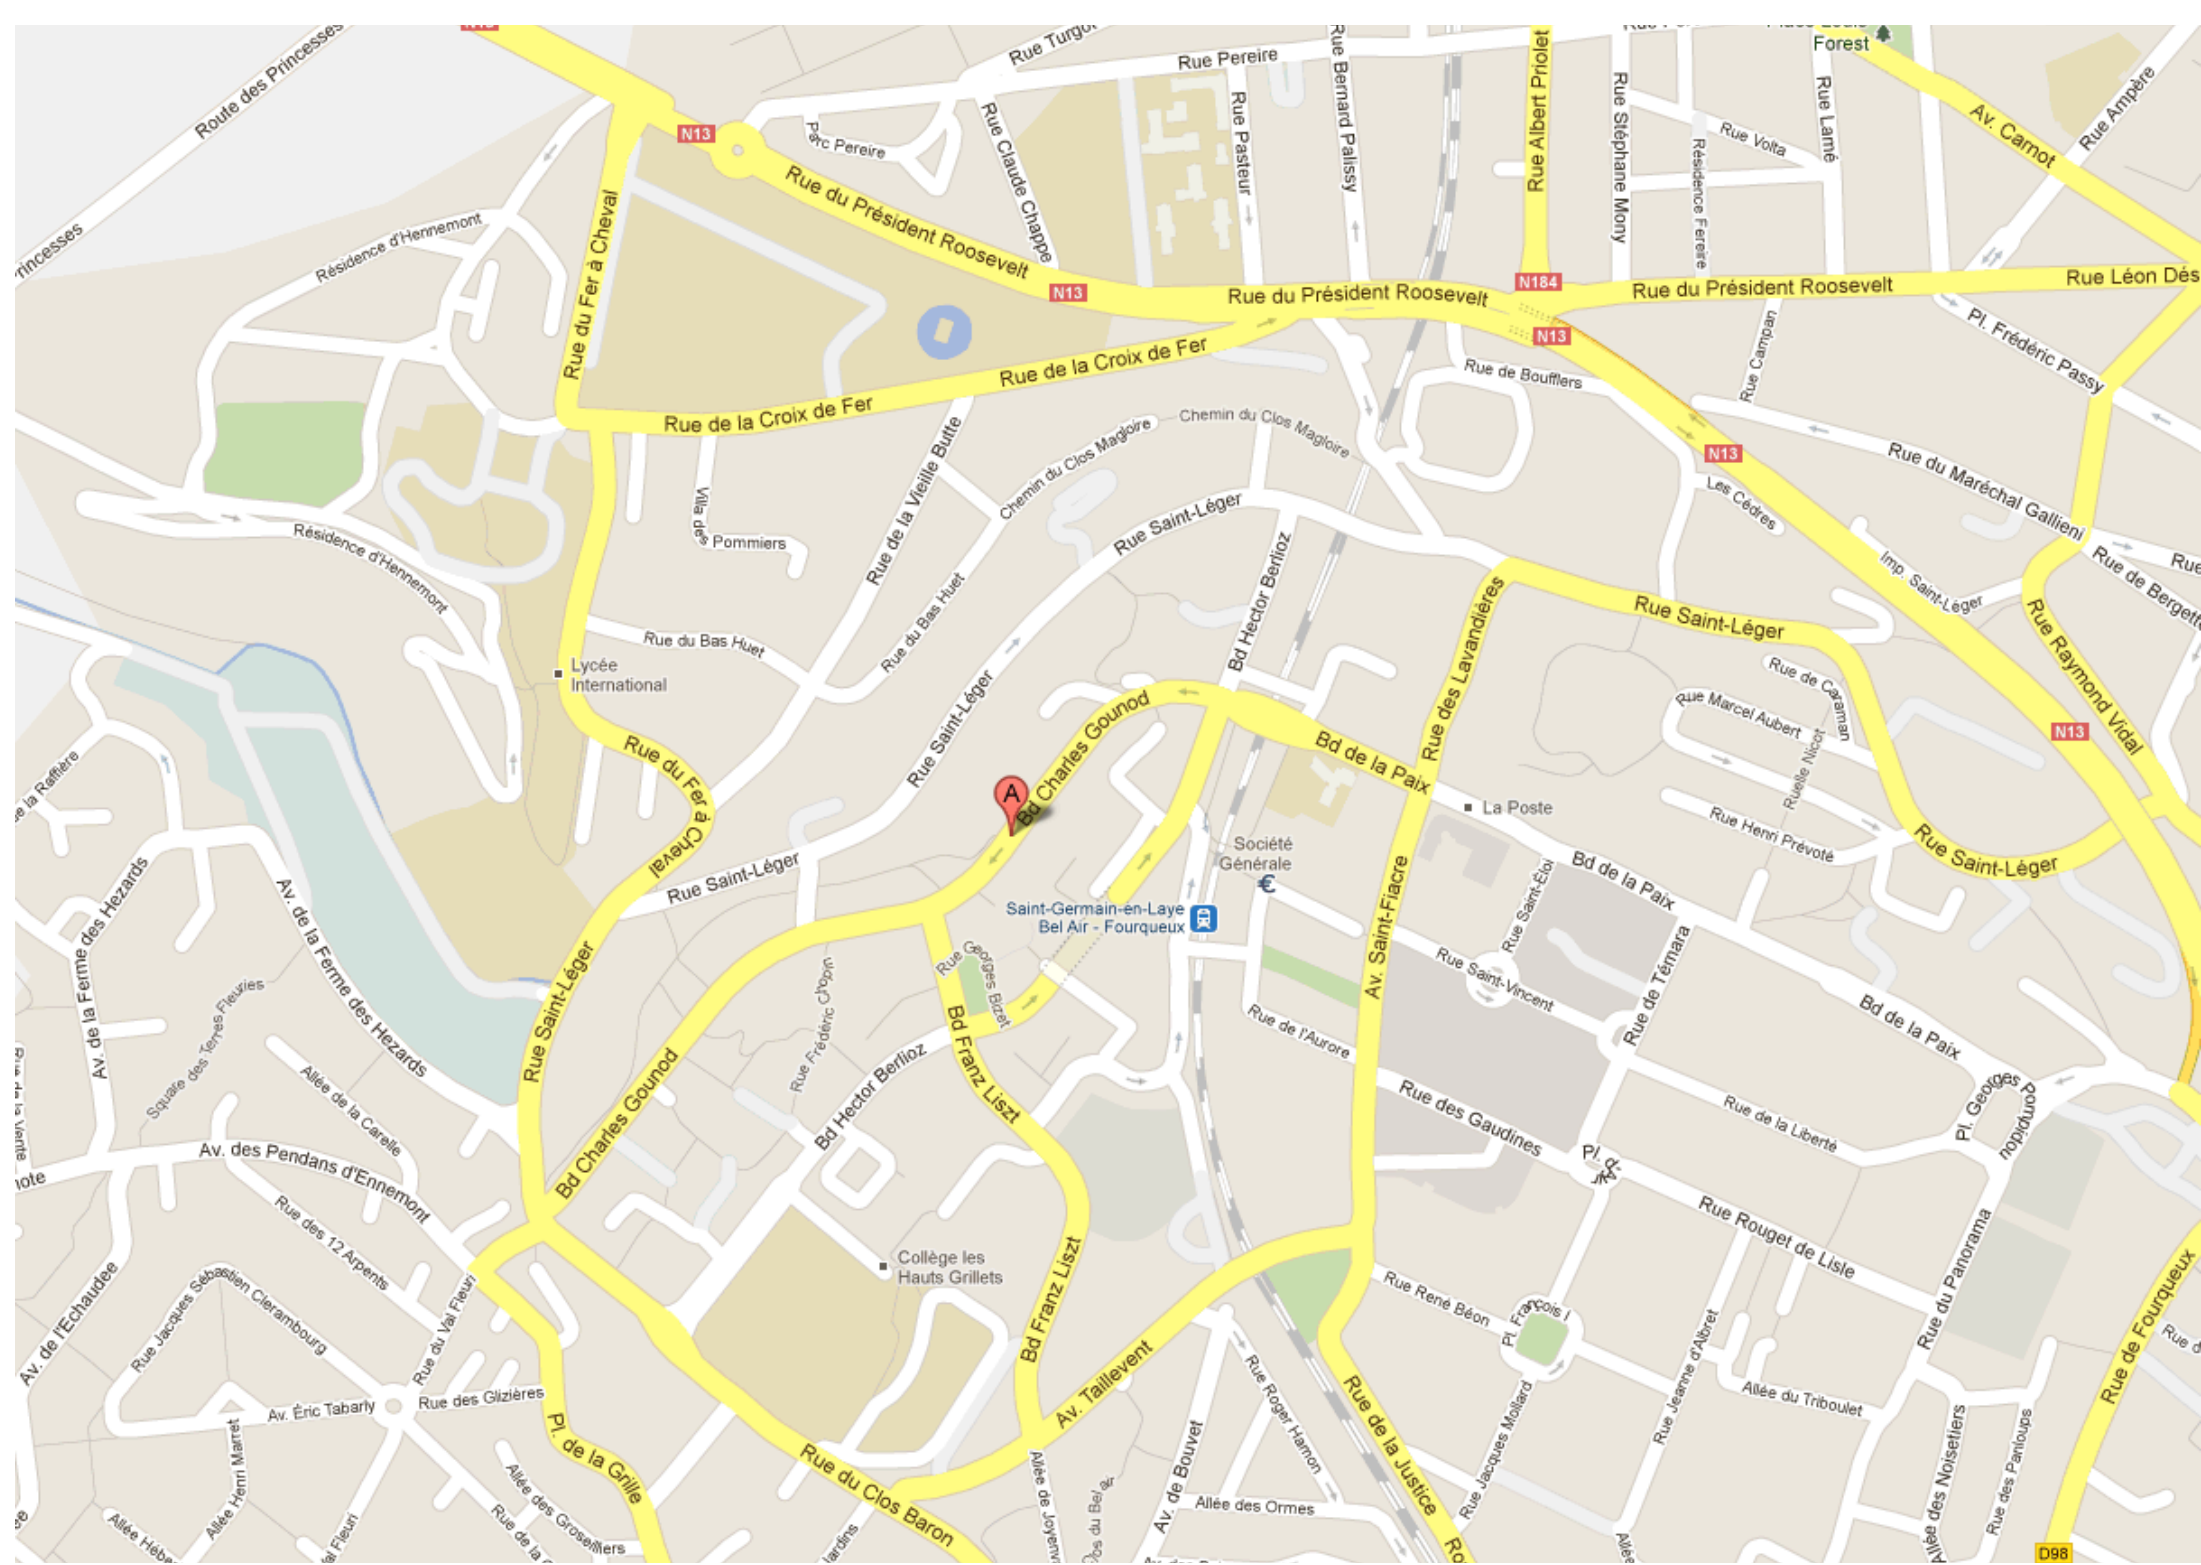 Route des Princesses
Rue Turgot
Rue Pereire
Rue Bernard Palissy
Rue Albert Priolet
Forest
Av. Carnot
Rue Ampère
Rue Lamé
Rue Volta
Rue Stéphane Mony
Résidence Fereire
N13
Parc Pereire
Rue Claude Chappe
Rue Pasteur
Rue du Président Roosevelt
Résidence d'Hennemont
Rue du Fer à Cheval
N13
Rue du Président Roosevelt
N184
Rue du Président Roosevelt
Rue Léon Dés
N13
Pl. Frédéric Passy
Rue Campan
Rue de Boufflers
Rue de la Croix de Fer
Rue de la Croix de Fer
Chemin du Clos Magloire
Chemin du Clos Magloire
Rue de la Vieille Butte
Villa des Pommiers
N13
Rue du Maréchal Gallieni
Les Cèdres
Imp. Saint-Léger
Rue de Bergette
Rue
Rue Saint-Léger
Bd Hector Berlioz
Résidence d'Hennemont
Rue du Bas Huet
Rue du Bas Huet
Rue des Lavandières
Rue Saint-Léger
Rue Raymond Vidal
Lycée
International
Rue Saint-Léger
Rue de Caraman
Rue Marcel Aubert
Ruelle Nicot
N13
Rue du Fer à Cheval
Bd Charles Gounod
A
Bd de la Paix
La Poste
Rue Henri Prévoté
Rue Saint-Léger
Société
Générale
€
Rue Saint-Éloi
Bd de la Paix
Rue Saint-Léger
Av. de la Ferme des Hezards
Av. de la Ferme des Hezards
Saint-Germain-en-Laye
Bel Air - Fourqueux
Av. Saint-Fiacre
Rue Saint-Vincent
Rue de Témara
Rue Georges Bizet
Rue Frédéric Chopin
Rue Saint-Léger
Square des Terres Fleuries
Bd de la Paix
Rue de l'Aurore
Bd Franz Liszt
Bd Hector Berlioz
Bd Charles Gounod
Allée de la Carelle
Rue des Gaudines
Rue de la Liberté
Pl. Georges Pompidou
Av. des Pendans d'Ennemont
Rue des 12 Arpents
Rue Rouget de Lisle
Rue du Panorama
Collège les
Hauts Grillets
Bd Franz Liszt
Rue René Béon
Pl. François I
Rue de Fourqueux
Av. de l'Echaudee
Rue Jacques Sébastien Clerambourg
Rue du Val Fleuri
Av. Éric Tabarly
Rue des Glizières
Av. Taillevent
Rue Roger Hamon
Rue de la Justice
Rue Jacques Mollard
Rue Jeanne d'Albret
Allée du Triboulet
Allée Henri Marret
Pl. de la Grille
Rue du Clos Baron
Av. de Bouvet
Allée des Ormes
Allée des Noisetiers
Rue des Panloups
Allée des Groseilliers
D98